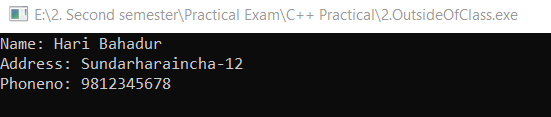 E:\2. Second semester\Practical Exam\C++ Practical\2.OutsideOfClass.exe
Name: Hari Bahadur
Address: Sundarharaincha-12
Phoneno: 9812345678